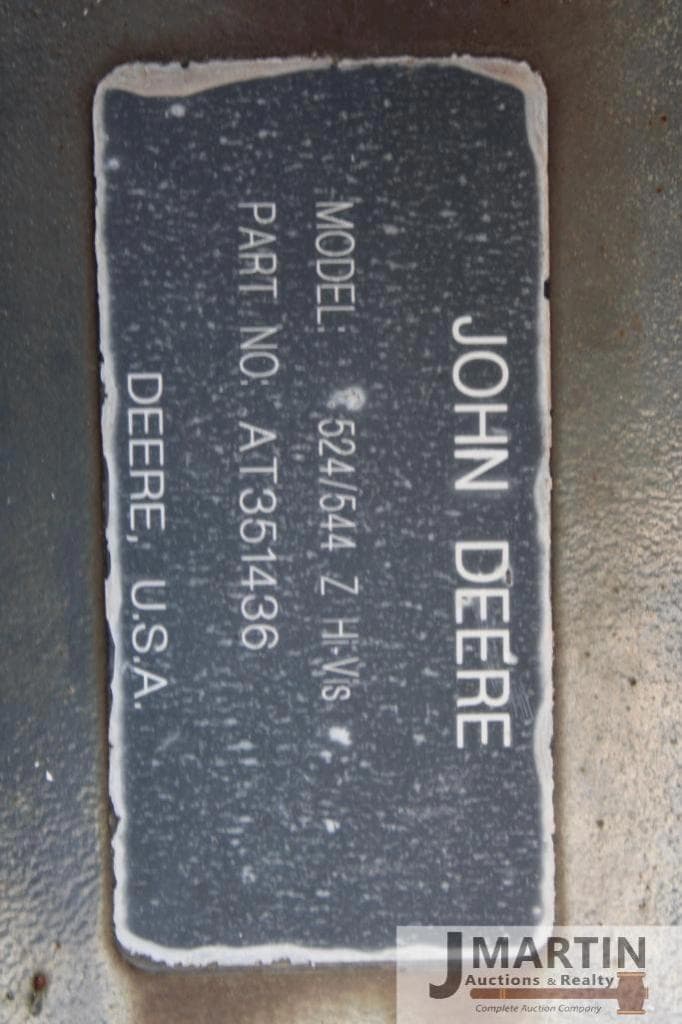 JOHN DEERE
MODEL: 524/544 Z Hi-Vis
PART NO: AT351436
DEERE, U.S.A.
JMARTIN
Auctions & Realty
Complete Auction Company